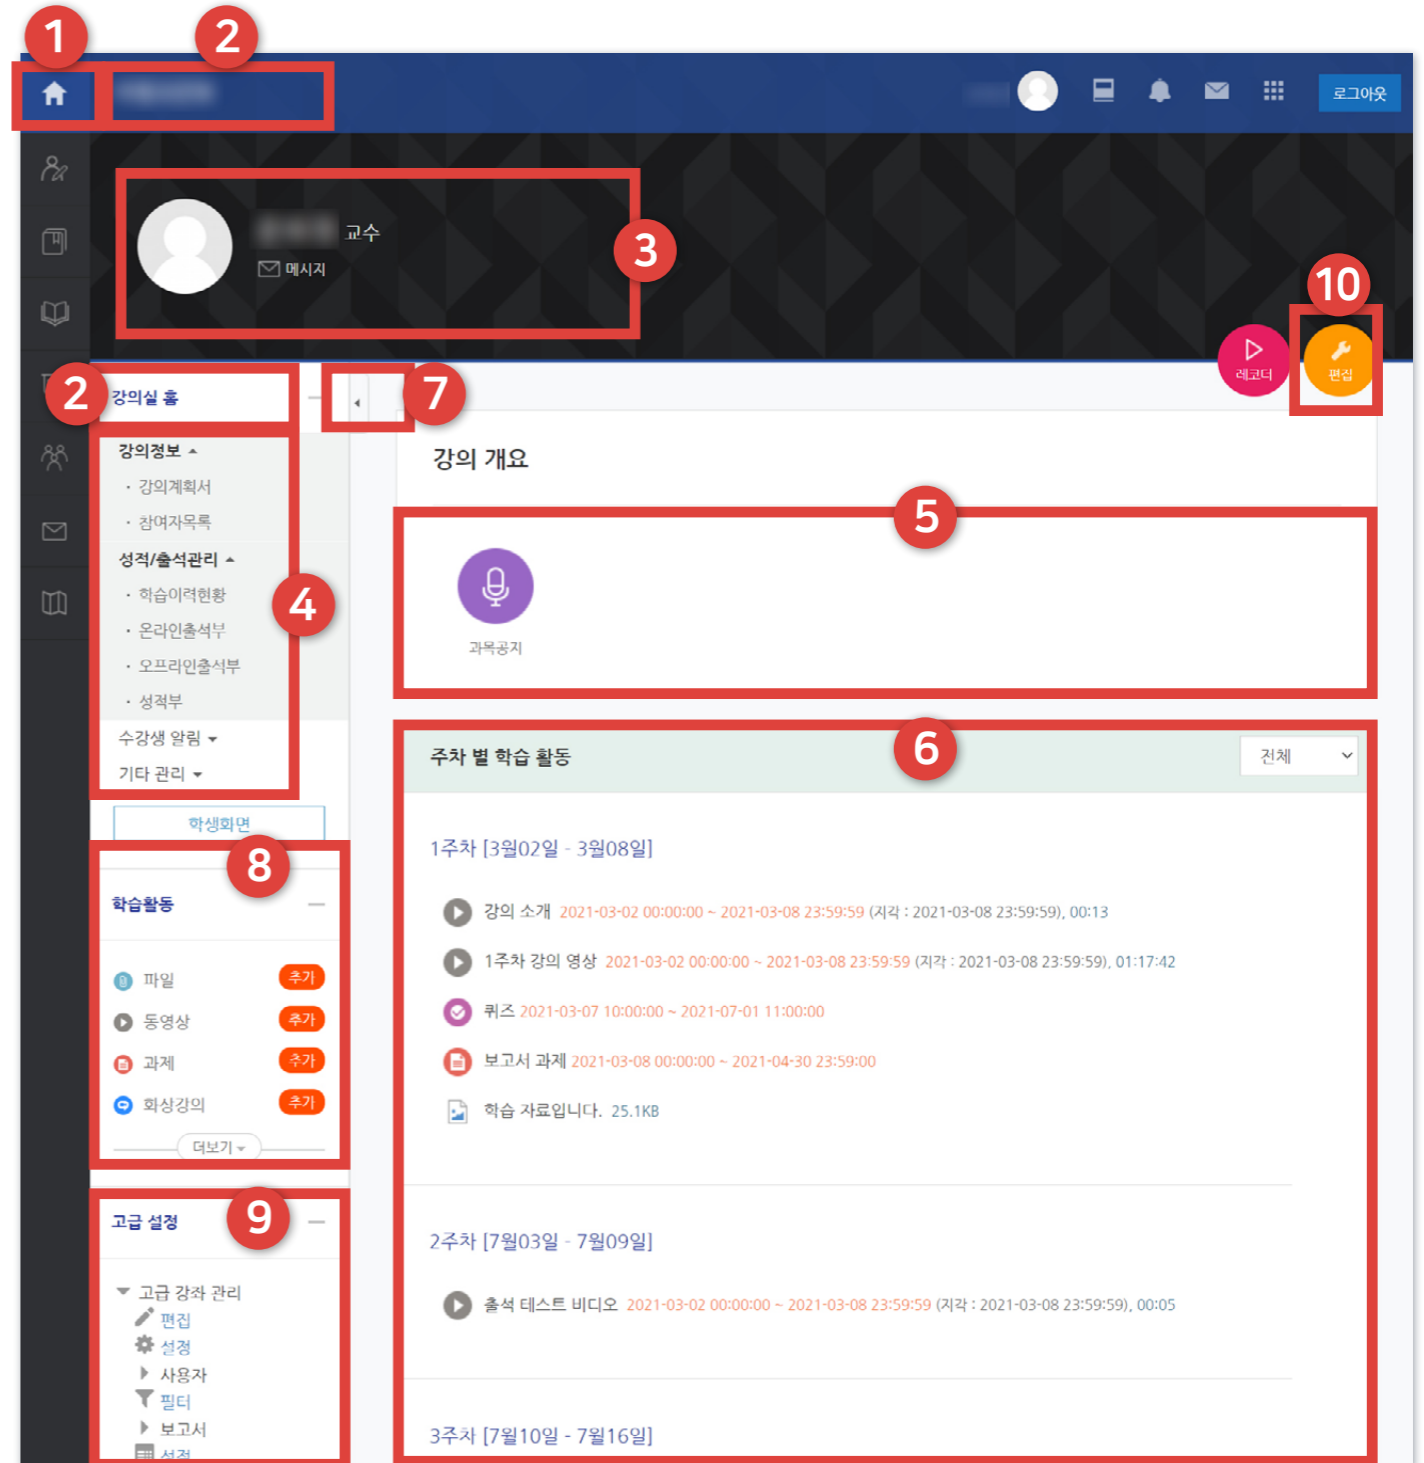 1
2
로그아웃
교수
메시지
3
10
레코더
편집
2
강의실 홈
7
강의정보
· 강의계획서
· 참여자목록
성적/출석관리
· 학습이력현황
· 온라인출석부
· 오프라인출석부
· 성적부
수강생 알림
기타 관리
4
학생화면
8
학습활동
파일 추가
동영상 추가
과제 추가
화상강의 추가
더보기
9
고급 설정
고급 강좌 관리
편집
설정
사용자
필터
보고서
성적
강의 개요
5
과목공지
6
주차 별 학습 활동
전체
1주차 [3월02일 - 3월08일]
강의 소개 2021-03-02 00:00:00 ~ 2021-03-08 23:59:59 (지각 : 2021-03-08 23:59:59), 00:13
1주차 강의 영상 2021-03-02 00:00:00 ~ 2021-03-08 23:59:59 (지각 : 2021-03-08 23:59:59), 01:17:42
퀴즈 2021-03-07 10:00:00 ~ 2021-07-01 11:00:00
보고서 과제 2021-03-08 00:00:00 ~ 2021-04-30 23:59:00
학습 자료입니다. 25.1KB
2주차 [7월03일 - 7월09일]
출석 테스트 비디오 2021-03-02 00:00:00 ~ 2021-03-08 23:59:59 (지각 : 2021-03-08 23:59:59), 00:05
3주차 [7월10일 - 7월16일]